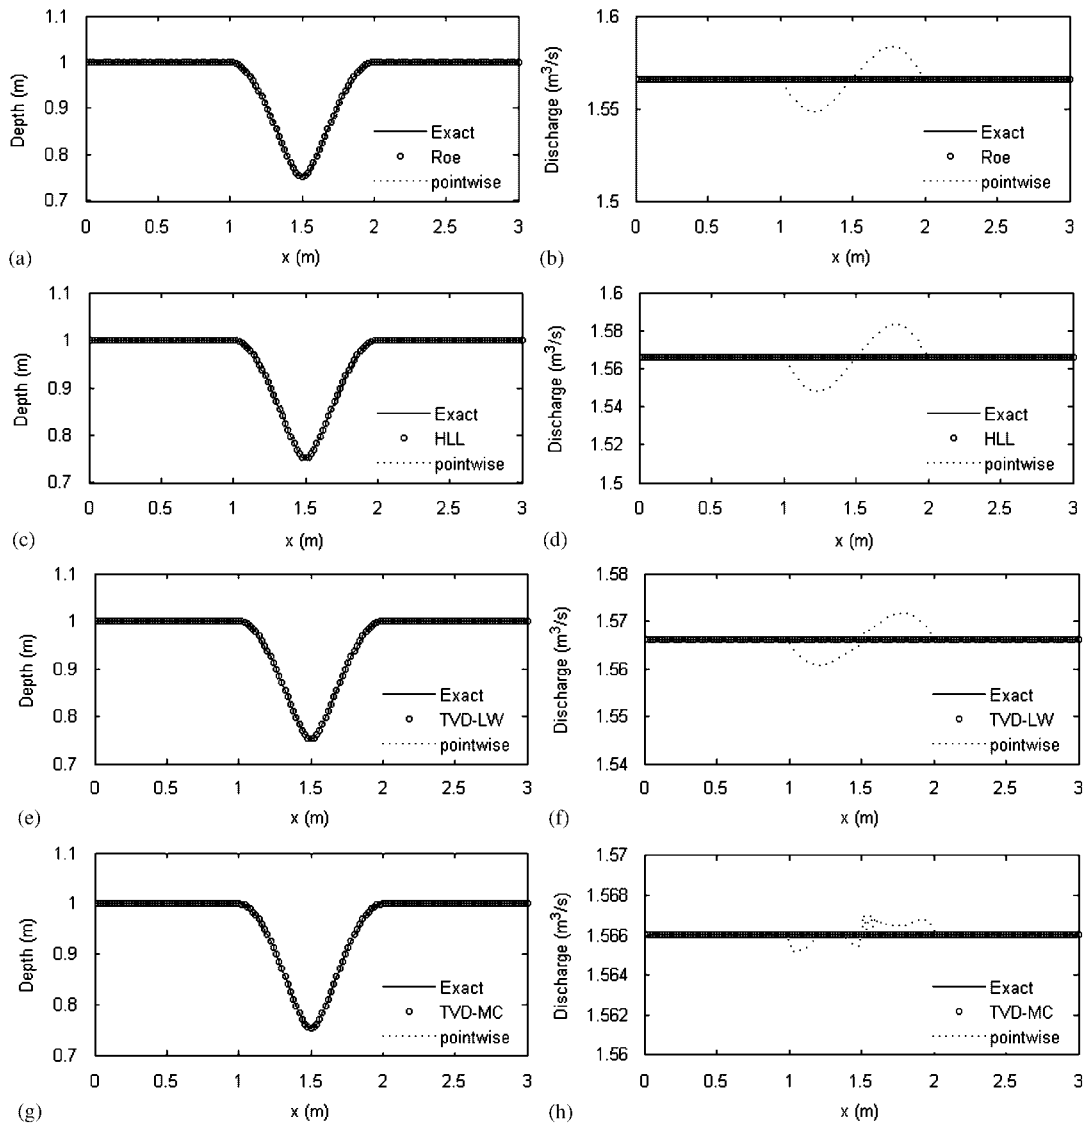 1.1
1
0.9
0.8
0.7
Depth (m)
Exact
Roe
pointwise
0 0.5 1 1.5 2 2.5 3
(a) x (m)
1.6
1.55
1.5
Discharge (m³/s)
Exact
Roe
pointwise
0 0.5 1 1.5 2 2.5 3
(b) x (m)
1.1
1
0.9
0.8
0.7
Depth (m)
Exact
HLL
pointwise
0 0.5 1 1.5 2 2.5 3
(c) x (m)
1.6
1.58
1.56
1.54
1.52
1.5
Discharge (m³/s)
Exact
HLL
pointwise
0 0.5 1 1.5 2 2.5 3
(d) x (m)
1.1
1
0.9
0.8
0.7
Depth (m)
Exact
TVD-LW
pointwise
0 0.5 1 1.5 2 2.5 3
(e) x (m)
1.58
1.57
1.56
1.55
1.54
Discharge (m³/s)
Exact
TVD-LW
pointwise
0 0.5 1 1.5 2 2.5 3
(f) x (m)
1.1
1
0.9
0.8
0.7
Depth (m)
Exact
TVD-MC
pointwise
0 0.5 1 1.5 2 2.5 3
(g) x (m)
1.57
1.568
1.566
1.564
1.562
1.56
Discharge (m³/s)
Exact
TVD-MC
pointwise
0 0.5 1 1.5 2 2.5 3
(h) x (m)